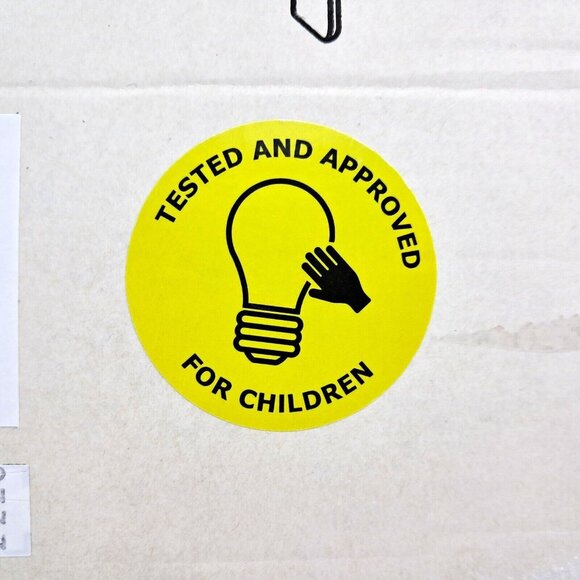 TESTED AND APPROVED
FOR CHILDREN